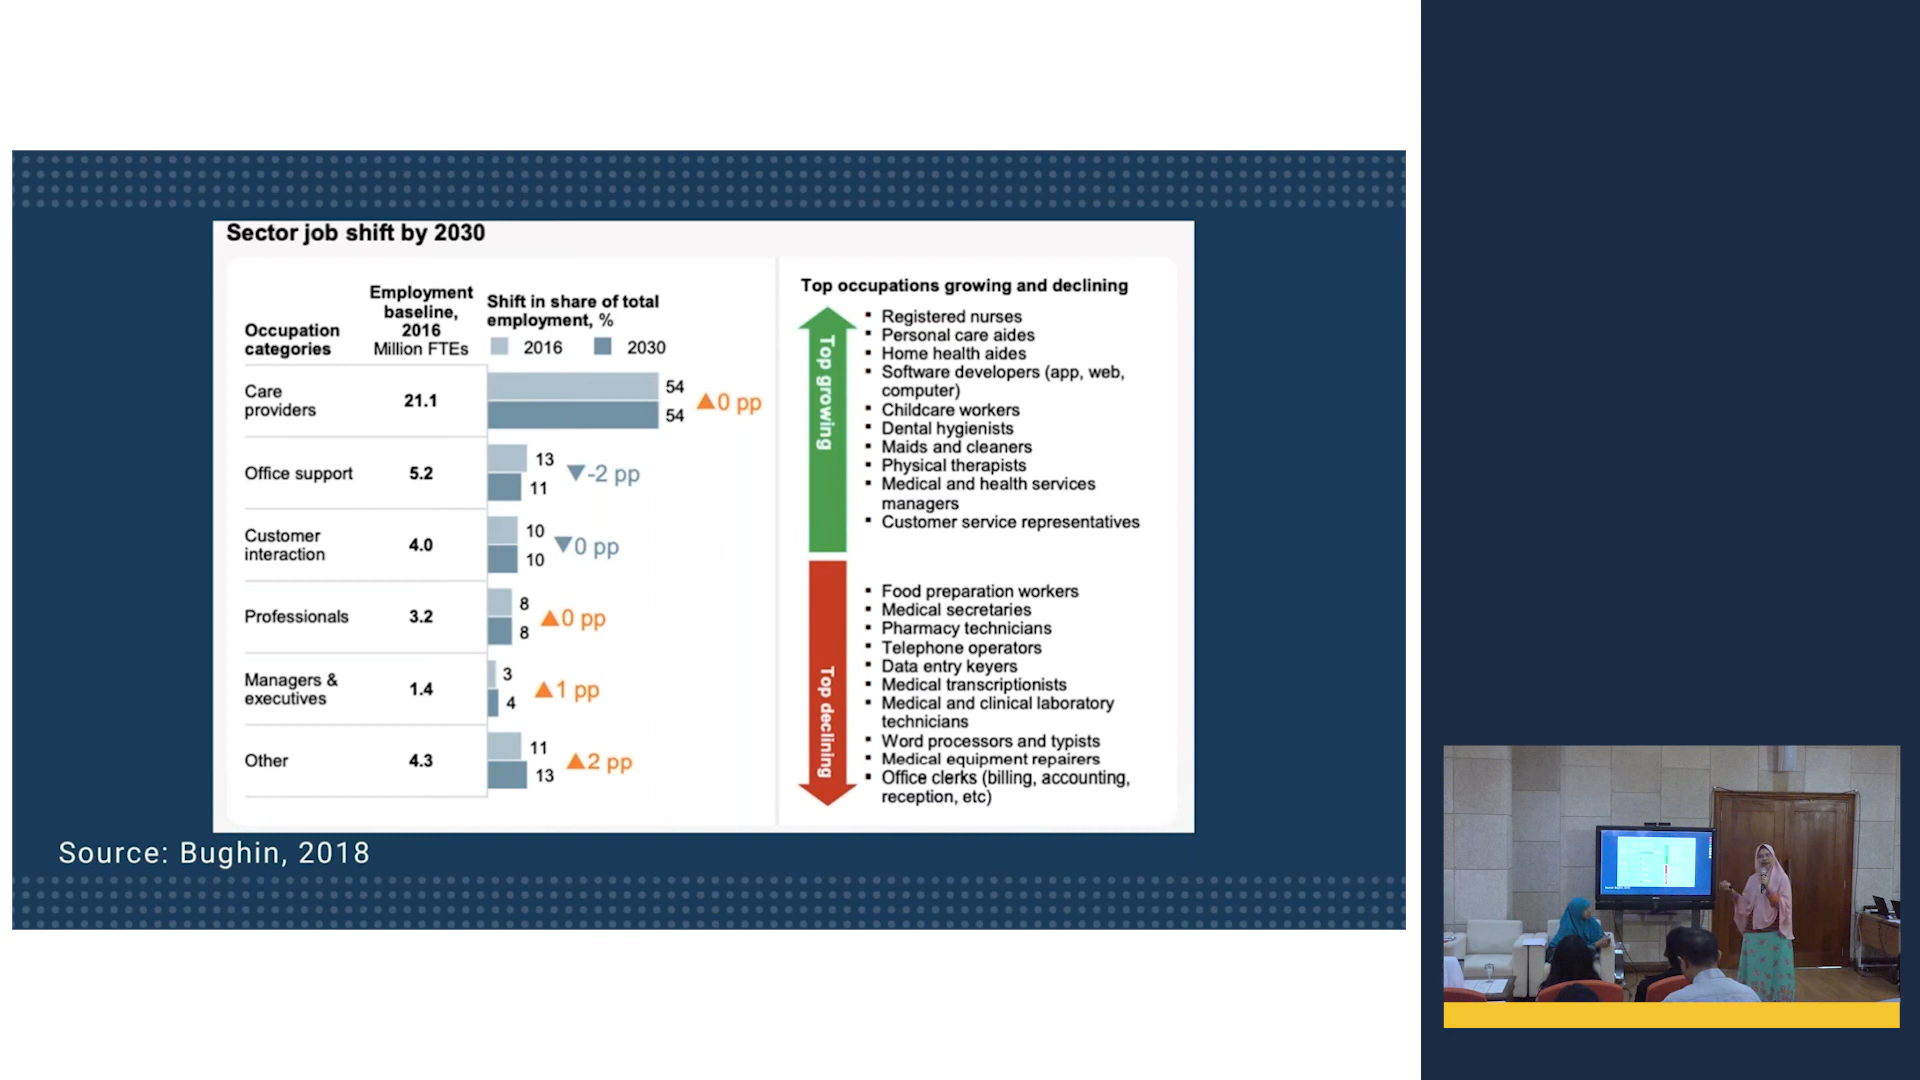 Sector job shift by 2030
Occupation
categories
Employment
baseline,
2016
Million FTEs
Shift in share of total
employment, %
2016
2030
Care
providers
21.1
54
54
▲0 pp
Office support
5.2
13
11
▼-2 pp
Customer
interaction
4.0
10
10
▼0 pp
Professionals
3.2
8
8
▲0 pp
Managers &
executives
1.4
3
4
▲1 pp
Other
4.3
11
13
▲2 pp
Top occupations growing and declining
Top growing
▪ Registered nurses
▪ Personal care aides
▪ Home health aides
▪ Software developers (app, web,
computer)
▪ Childcare workers
▪ Dental hygienists
▪ Maids and cleaners
▪ Physical therapists
▪ Medical and health services
managers
▪ Customer service representatives
Top declining
▪ Food preparation workers
▪ Medical secretaries
▪ Pharmacy technicians
▪ Telephone operators
▪ Data entry keyers
▪ Medical transcriptionists
▪ Medical and clinical laboratory
technicians
▪ Word processors and typists
▪ Medical equipment repairers
▪ Office clerks (billing, accounting,
reception, etc)
Source: Bughin, 2018